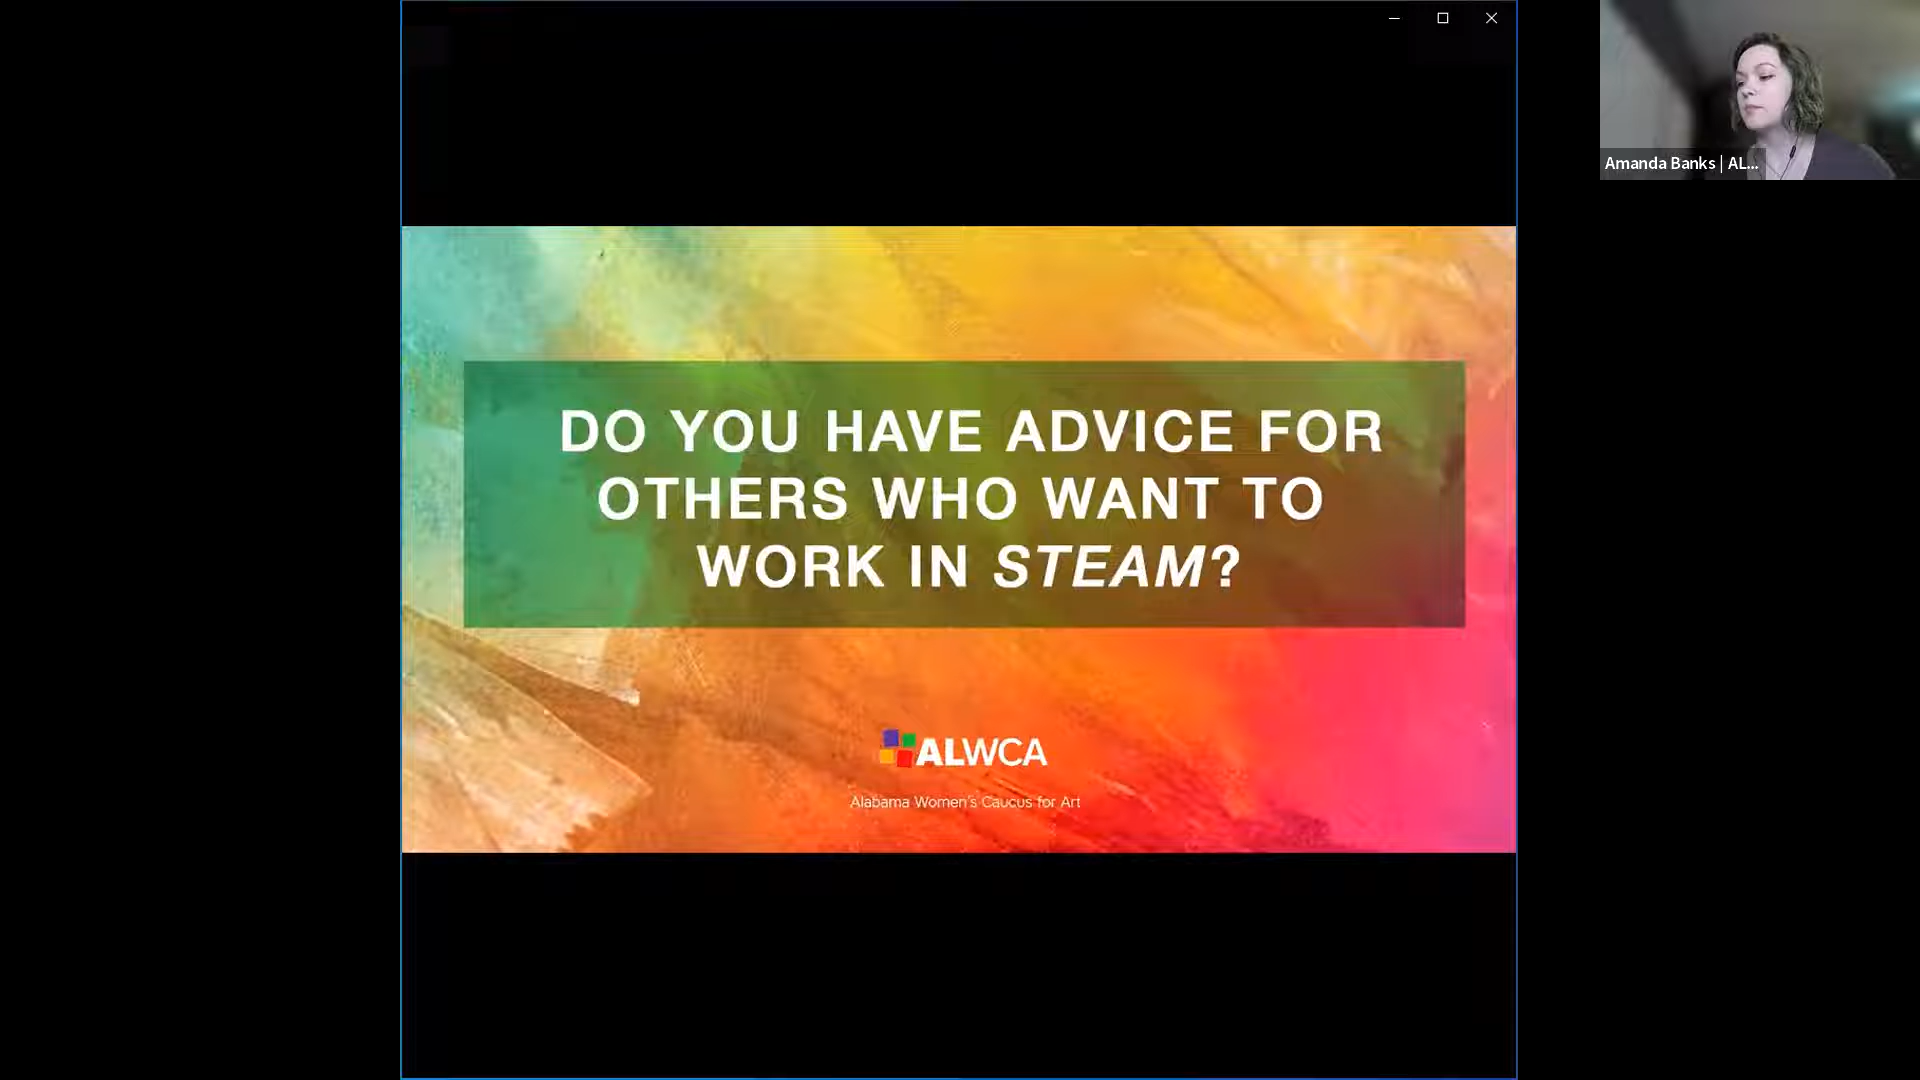 Amanda Banks | AL...
DO YOU HAVE ADVICE FOR
OTHERS WHO WANT TO
WORK IN STEAM?
ALWCA
Alabama Women's Caucus for Art